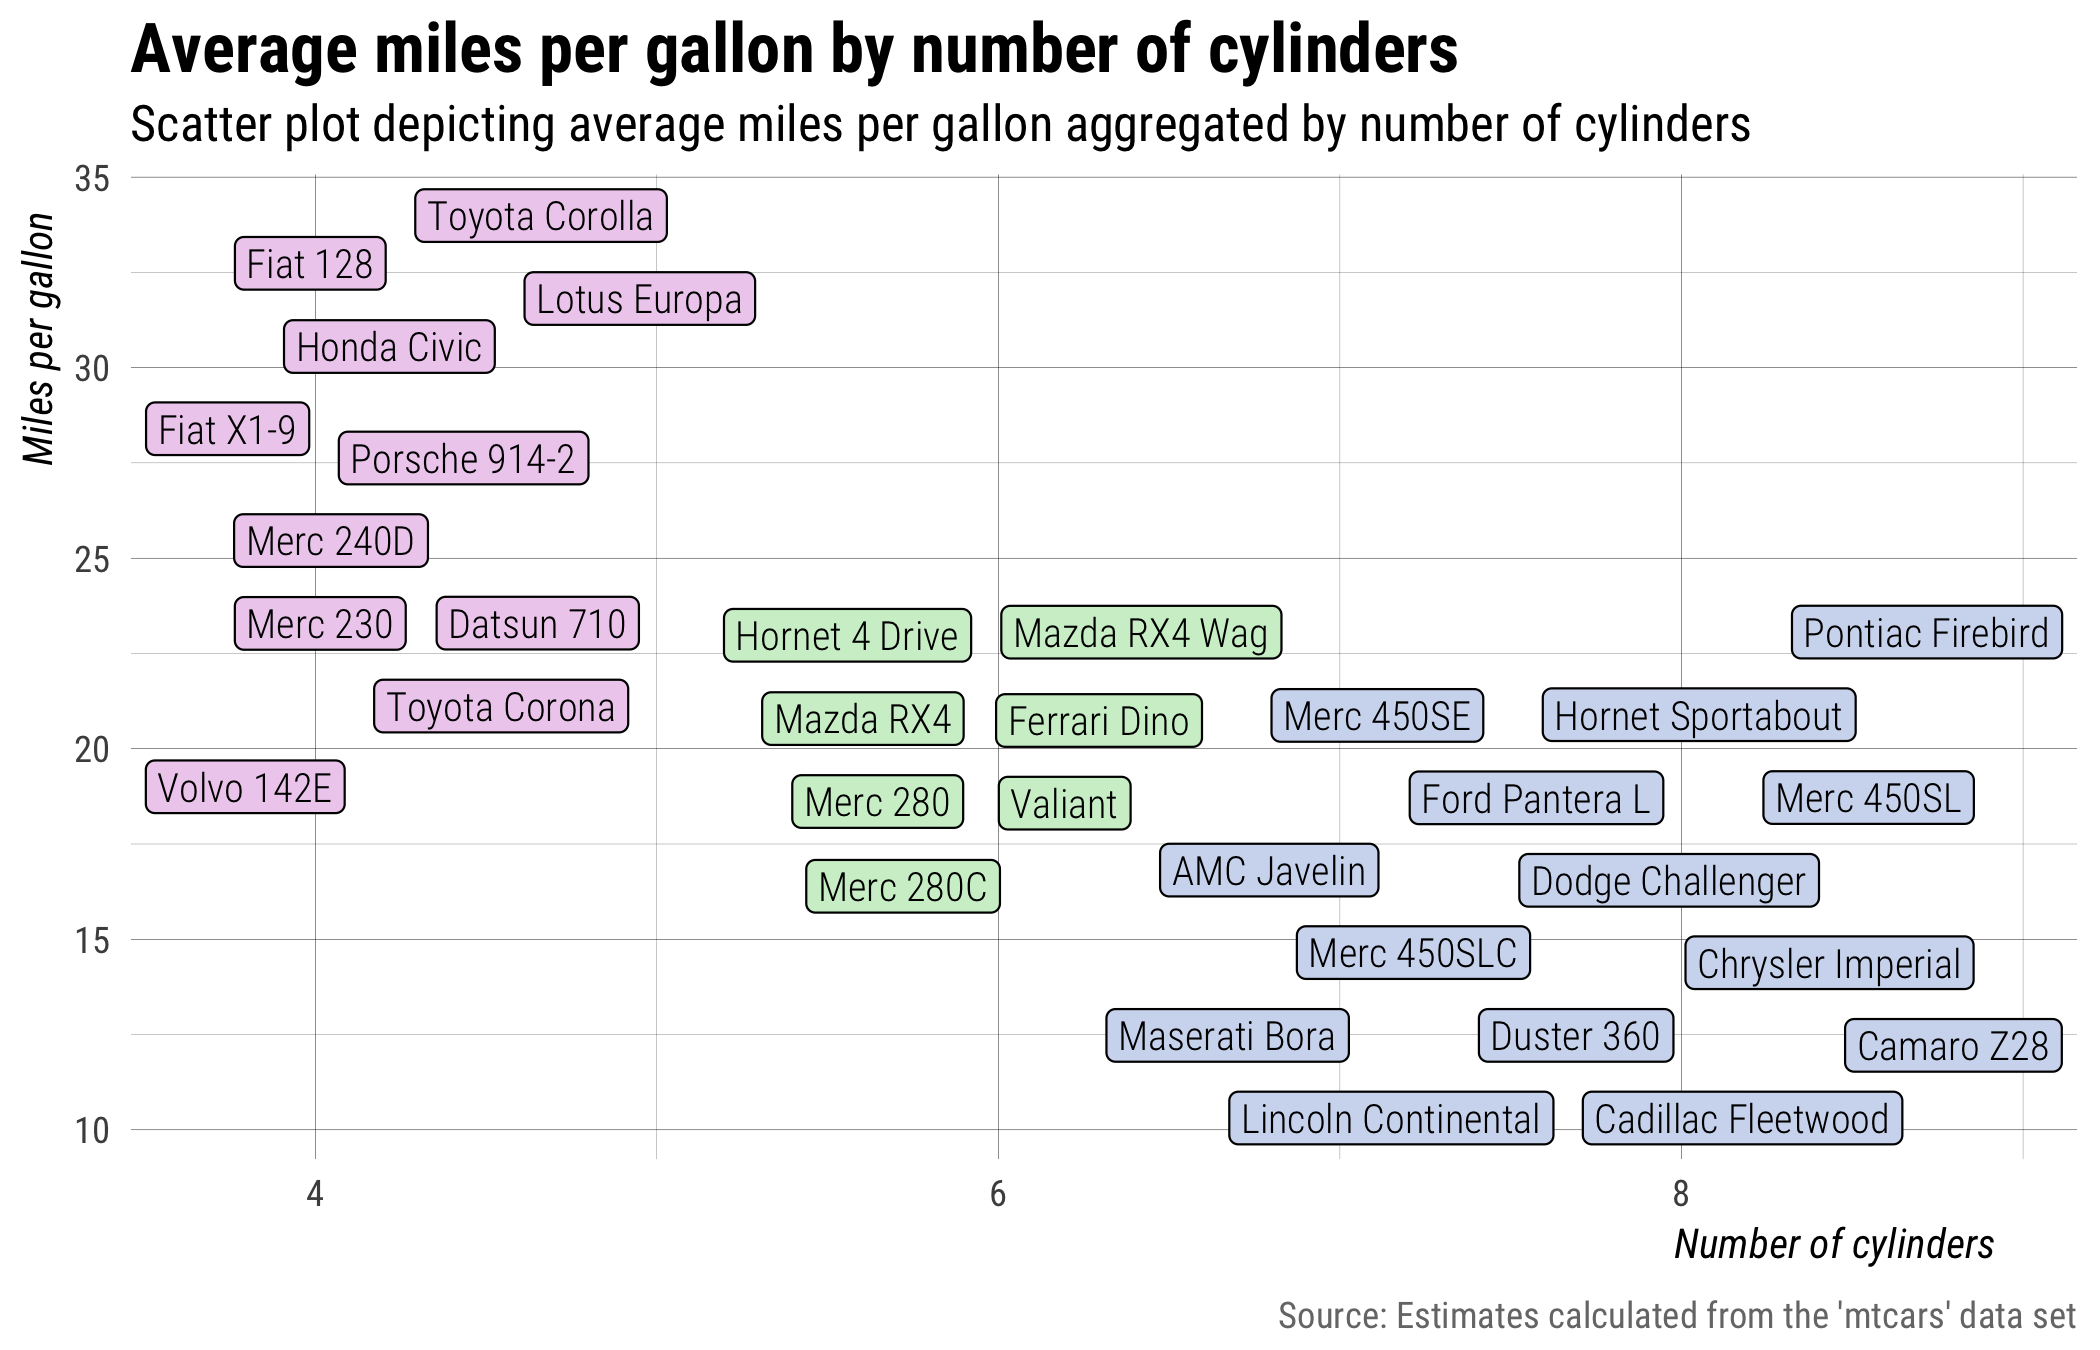 Average miles per gallon by number of cylinders
Scatter plot depicting average miles per gallon aggregated by number of cylinders
Miles per gallon
35
30
25
20
15
10
Toyota Corolla
Fiat 128
Lotus Europa
Honda Civic
Fiat X1-9
Porsche 914-2
Merc 240D
Merc 230
Datsun 710
Hornet 4 Drive
Mazda RX4 Wag
Pontiac Firebird
Toyota Corona
Mazda RX4
Ferrari Dino
Merc 450SE
Hornet Sportabout
Volvo 142E
Merc 280
Valiant
Ford Pantera L
Merc 450SL
Merc 280C
AMC Javelin
Dodge Challenger
Merc 450SLC
Chrysler Imperial
Maserati Bora
Duster 360
Camaro Z28
Lincoln Continental
Cadillac Fleetwood
4
6
8
Number of cylinders
Source: Estimates calculated from the 'mtcars' data set